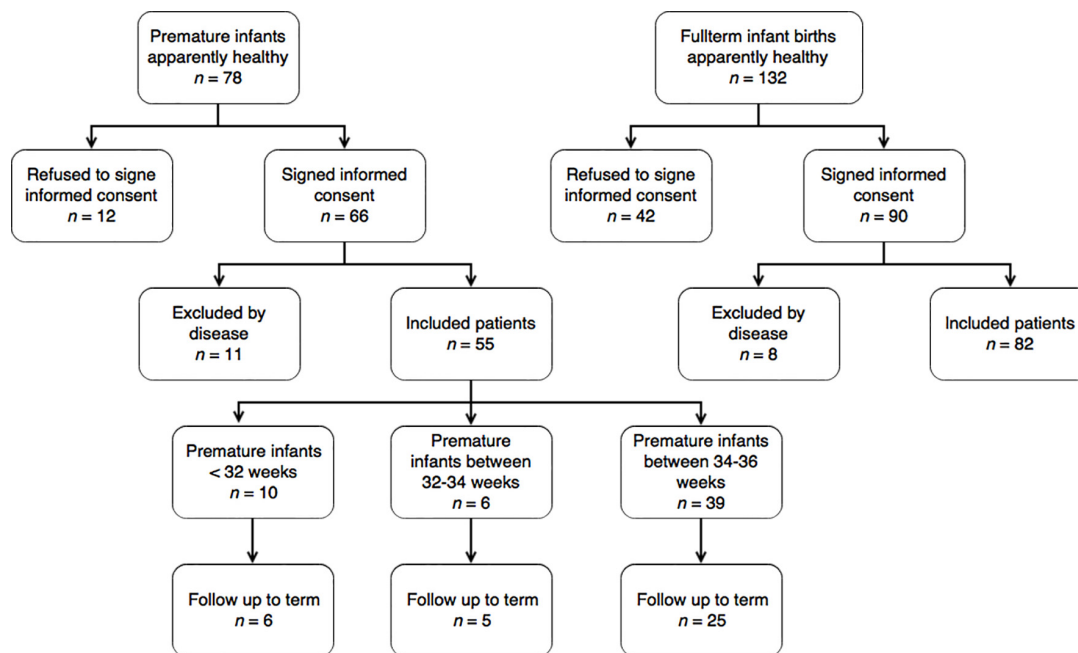 Premature infants
apparently healthy
n = 78
Fullterm infant births
apparently healthy
n = 132
Refused to signe
informed consent
n = 12
Signed informed
consent
n = 66
Refused to signe
informed consent
n = 42
Signed informed
consent
n = 90
Excluded by
disease
n = 11
Included patients
n = 55
Excluded by
disease
n = 8
Included patients
n = 82
Premature infants
< 32 weeks
n = 10
Premature
infants between
32-34 weeks
n = 6
Premature infants
between 34-36
weeks
n = 39
Follow up to term
n = 6
Follow up to term
n = 5
Follow up to term
n = 25